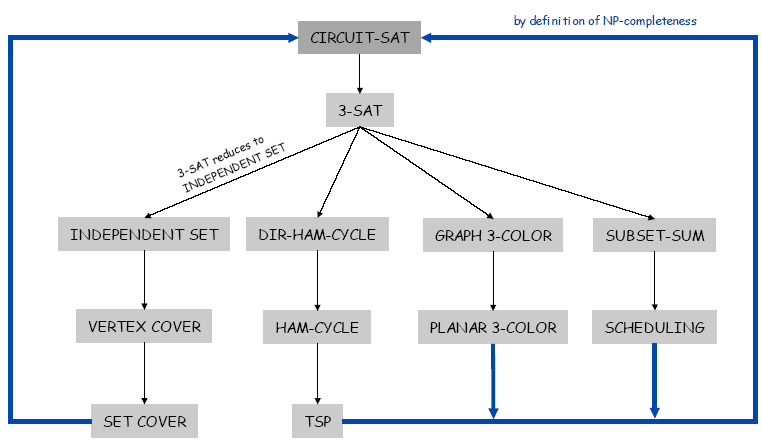 by definition of NP-completeness
CIRCUIT-SAT
3-SAT
3-SAT reduces to
INDEPENDENT SET
INDEPENDENT SET
DIR-HAM-CYCLE
GRAPH 3-COLOR
SUBSET-SUM
VERTEX COVER
HAM-CYCLE
PLANAR 3-COLOR
SCHEDULING
SET COVER
TSP